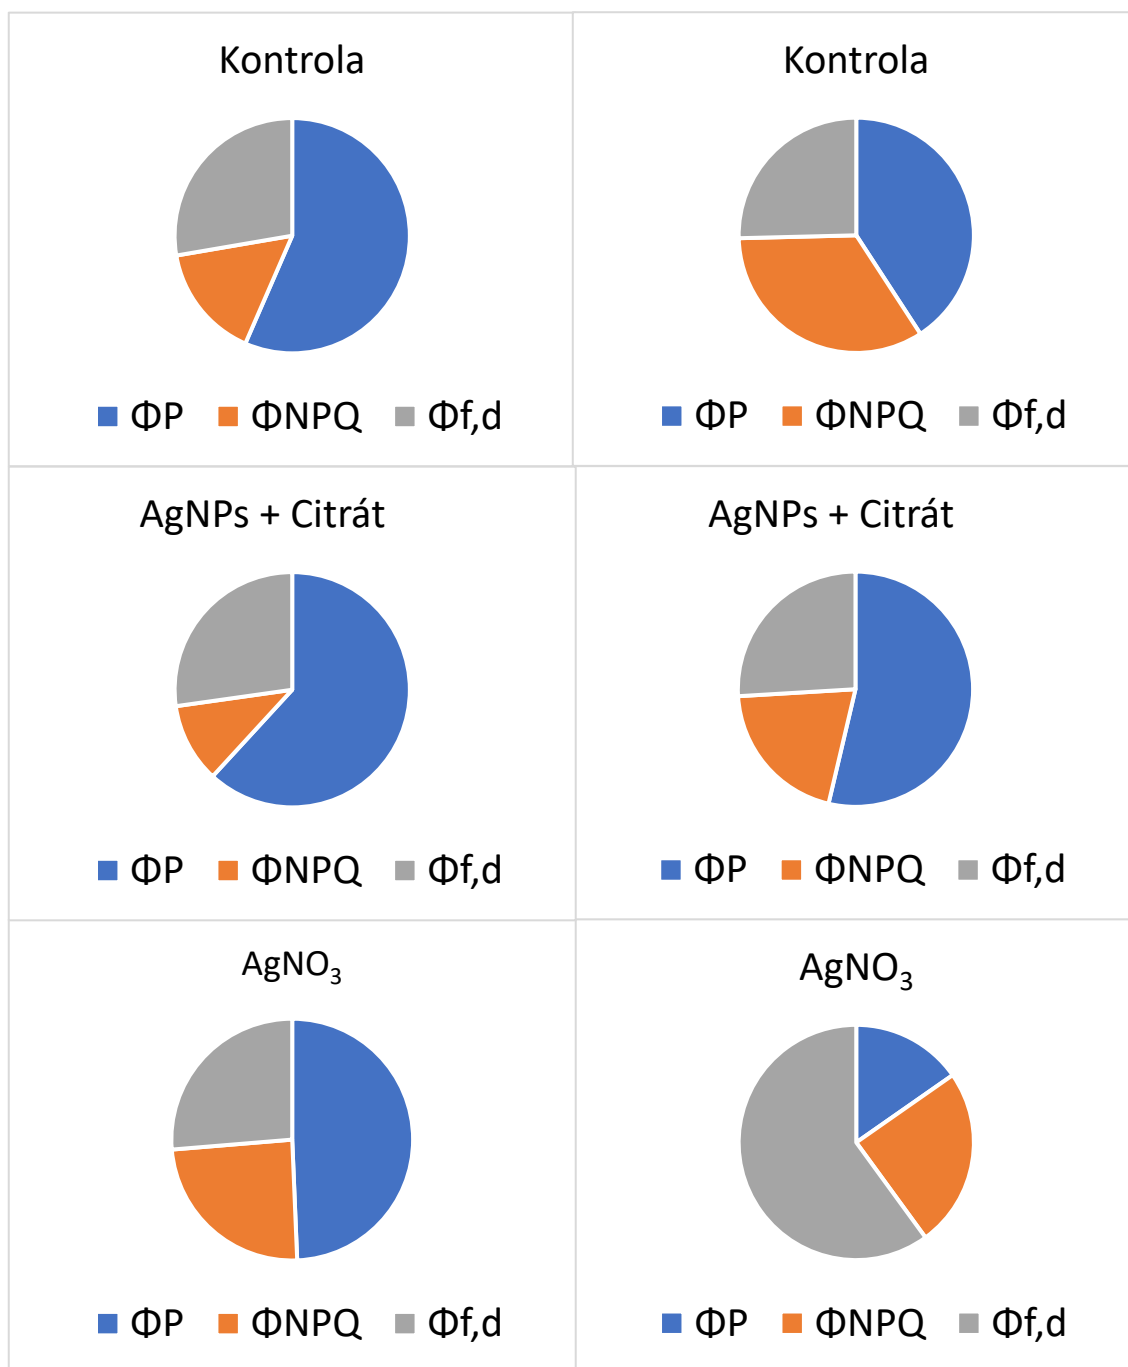 Kontrola
ΦP ΦNPQ Φf,d
Kontrola
ΦP ΦNPQ Φf,d
AgNPs + Citrát
ΦP ΦNPQ Φf,d
AgNPs + Citrát
ΦP ΦNPQ Φf,d
AgNO₃
ΦP ΦNPQ Φf,d
AgNO₃
ΦP ΦNPQ Φf,d